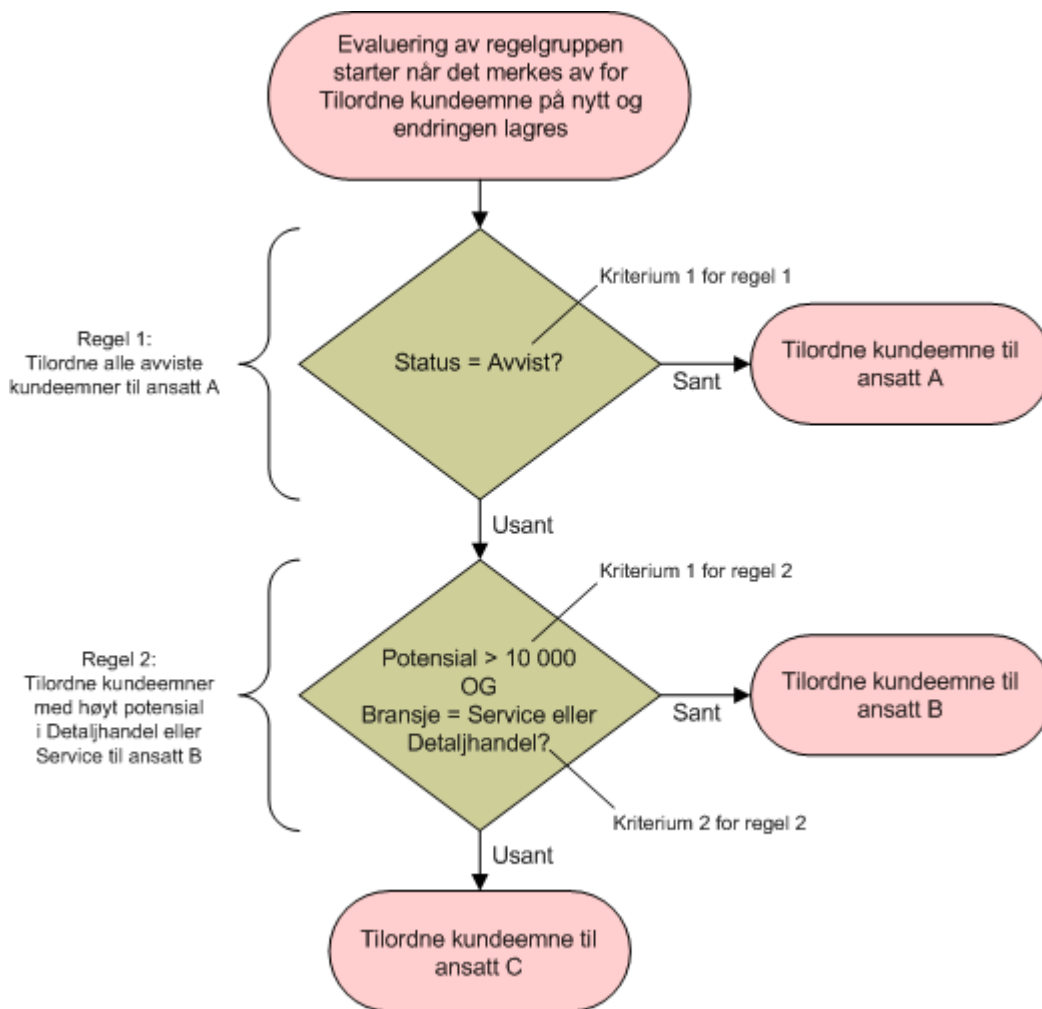 Evaluering av regelgruppen
starter når det merkes av for
Tilordne kundeemne på nytt og
endringen lagres
Kriterium 1 for regel 1
Regel 1:
Tilordne alle avviste
kundeemner til ansatt A
Status = Avvist?
Sant
Tilordne kundeemne til
ansatt A
Usant
Kriterium 1 for regel 2
Regel 2:
Tilordne kundeemner
med høyt potensial
i Detaljhandel eller
Service til ansatt B
Potensial > 10 000
OG
Bransje = Service eller
Detaljhandel?
Sant
Tilordne kundeemne til
ansatt B
Kriterium 2 for regel 2
Usant
Tilordne kundeemne til
ansatt C